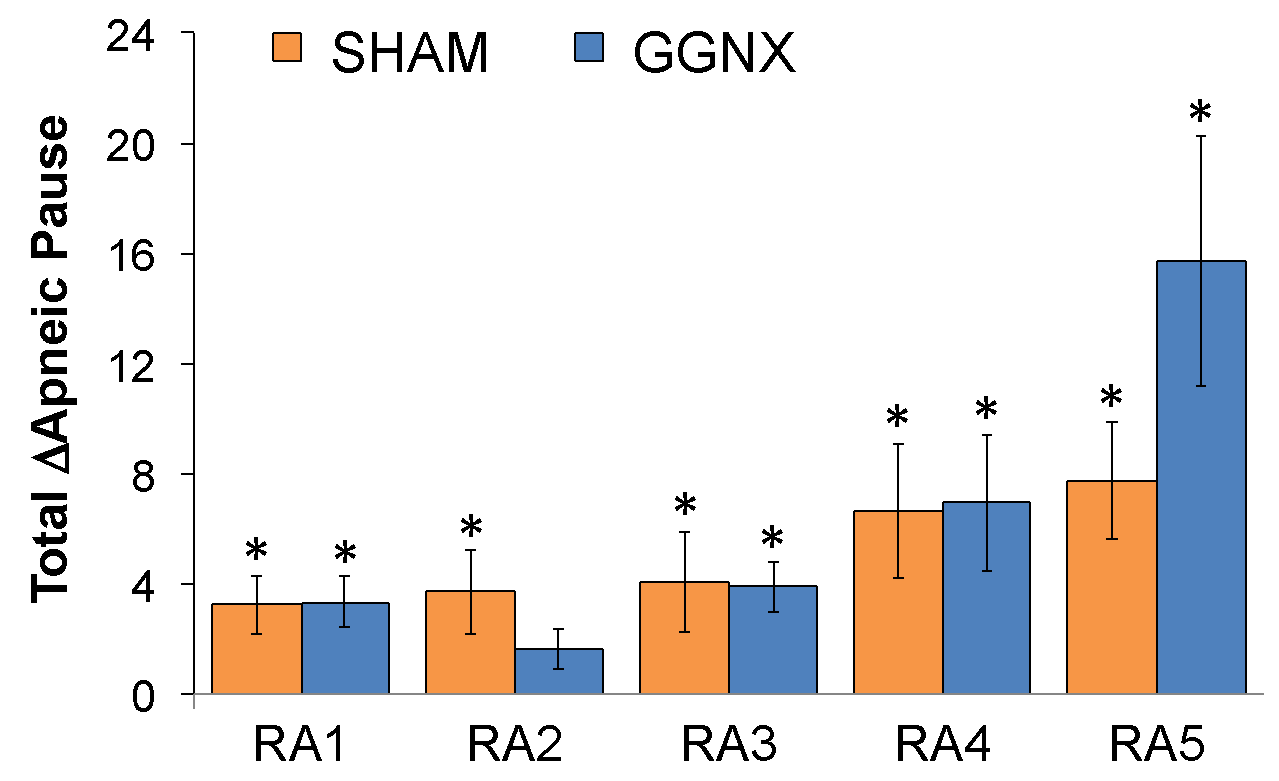 SHAM GGNX
Total ΔApneic Pause
24
20
16
12
8
4
0
* * * * * * * * *
RA1 RA2 RA3 RA4 RA5